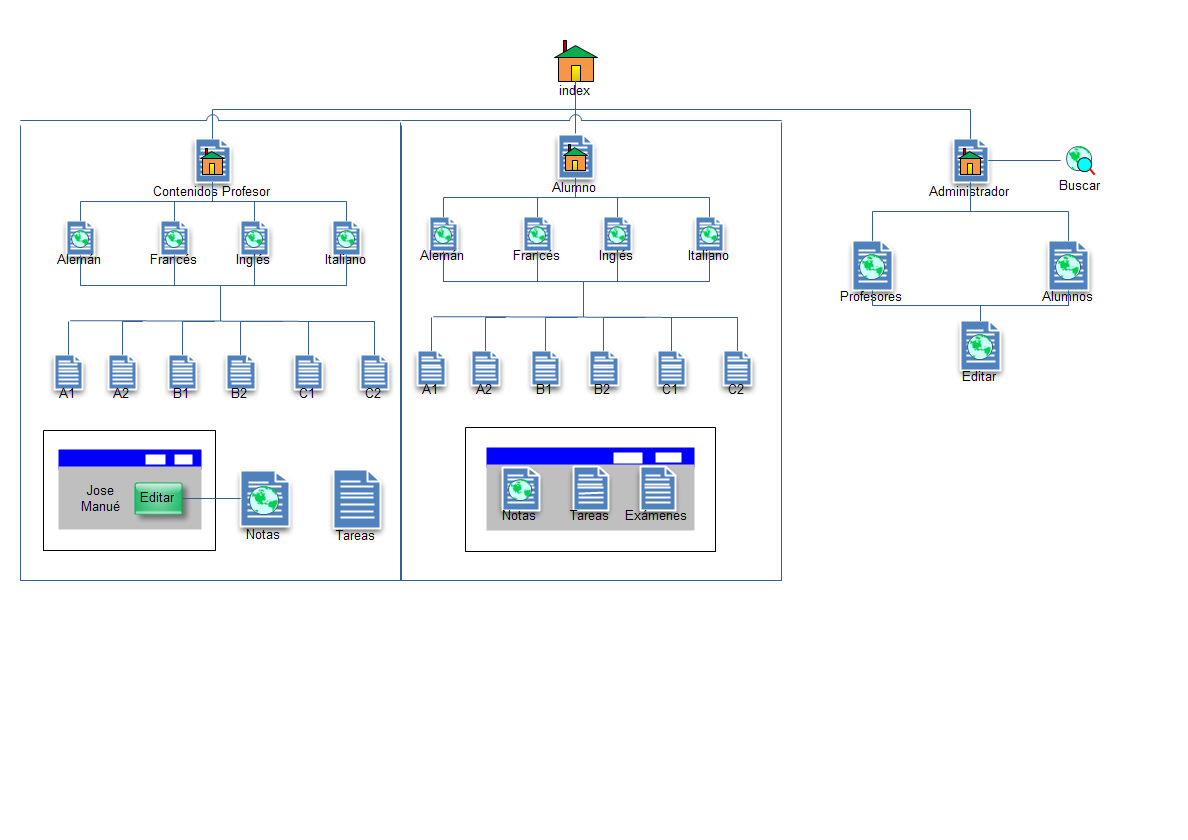 index
Contenidos Profesor
Alumno
Administrador
Buscar
Alemán
Francés
Inglés
Italiano
Alemán
Francés
Inglés
Italiano
Profesores
Alumnos
Editar
A1
A2
B1
B2
C1
C2
A1
A2
B1
B2
C1
C2
Jose
Manué
Editar
Notas
Tareas
Notas
Tareas
Exámenes